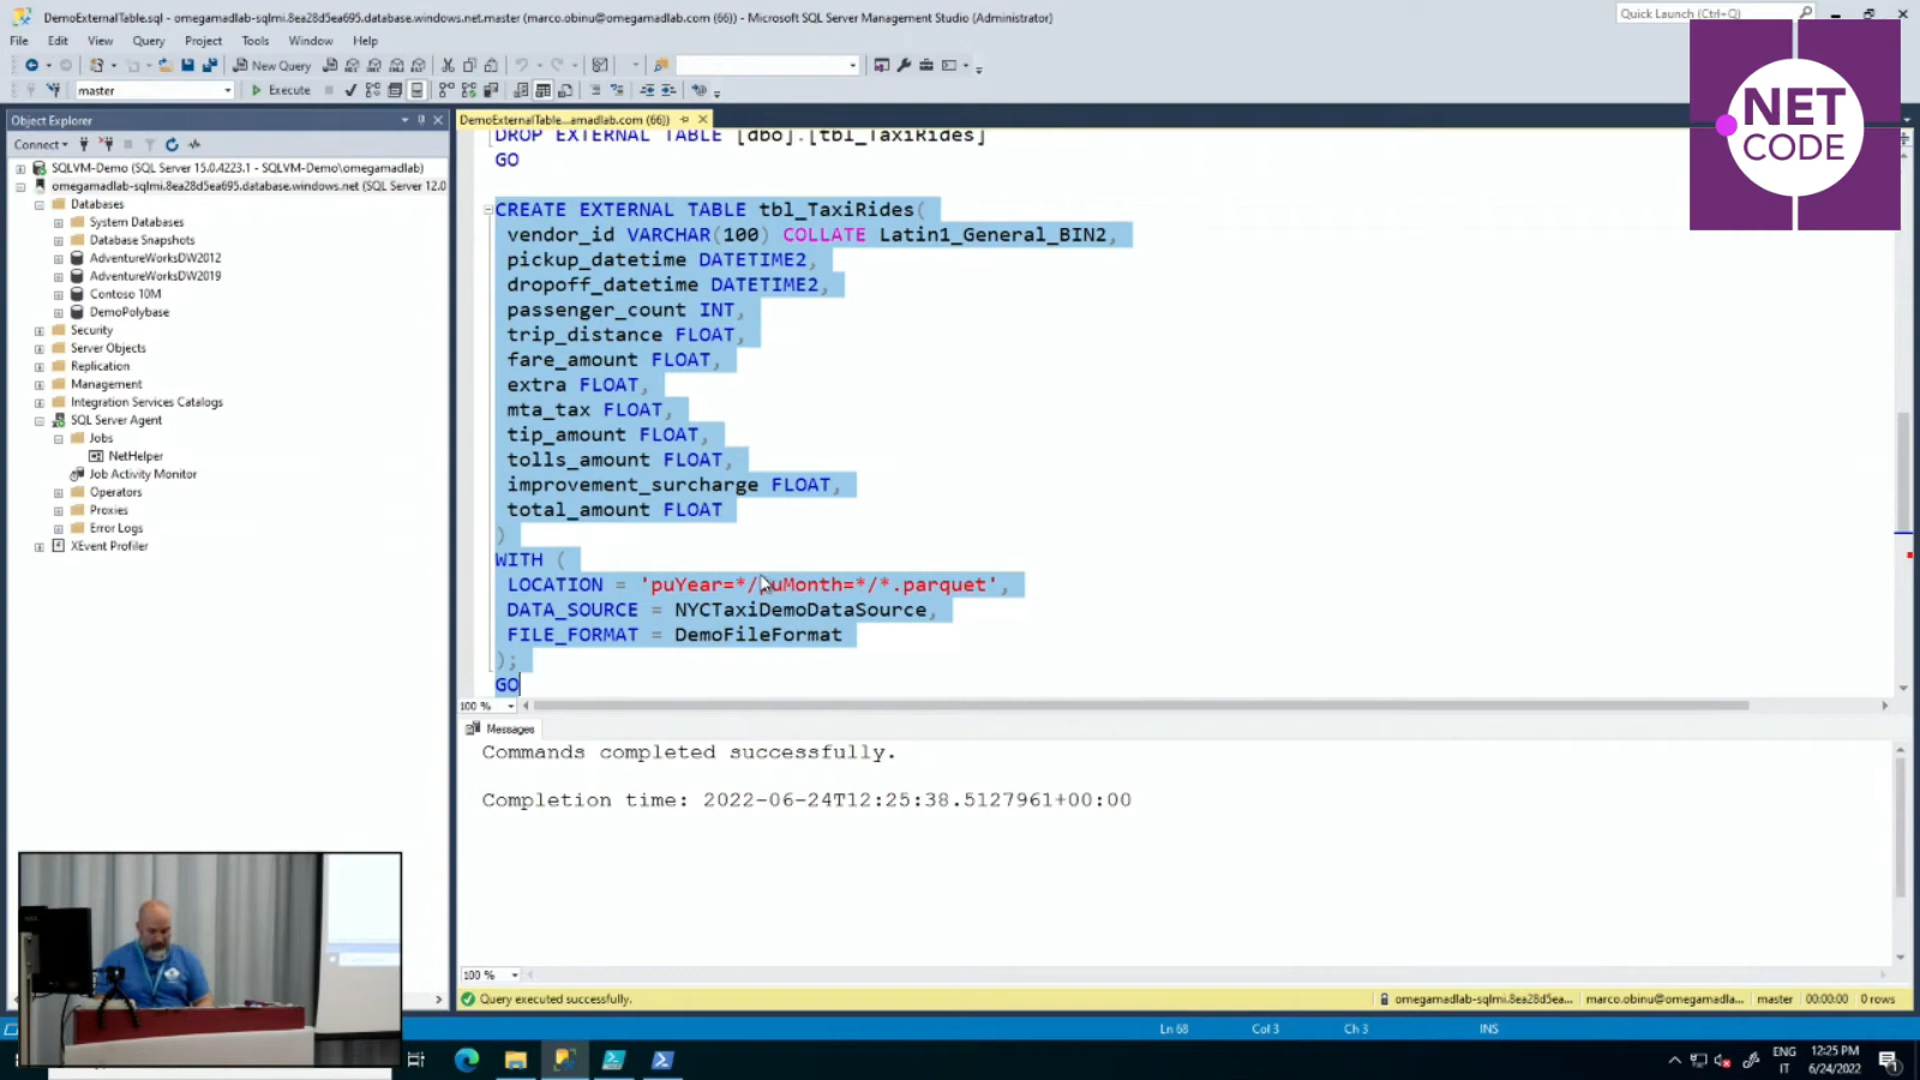 DemoExternalTable.sql - omegamadlab-sqlmi.8ea28d5ea695.database.windows.net.master (marco.obinu@omegamadlab.com (66)) - Microsoft SQL Server Management Studio (Administrator)
Quick Launch (Ctrl+Q)
File Edit View Query Project Tools Window Help
New Query
master
Execute
NET
CODE
Object Explorer
Connect
SQLVM-Demo (SQL Server 15.0.4223.1 - SQLVM-Demo\omegamadlab)
omegamadlab-sqlmi.8ea28d5ea695.database.windows.net (SQL Server 12.0
Databases
System Databases
Database Snapshots
AdventureWorksDW2012
AdventureWorksDW2019
Contoso 10M
DemoPolybase
Security
Server Objects
Replication
Management
Integration Services Catalogs
SQL Server Agent
Jobs
NetHelper
Job Activity Monitor
Operators
Proxies
Error Logs
XEvent Profiler
DemoExternalTable...amadlab.com (66))
DROP EXTERNAL TABLE [dbo].[tbl_TaxiRides]
GO
CREATE EXTERNAL TABLE tbl_TaxiRides(
vendor_id VARCHAR(100) COLLATE Latin1_General_BIN2,
pickup_datetime DATETIME2,
dropoff_datetime DATETIME2,
passenger_count INT,
trip_distance FLOAT,
fare_amount FLOAT,
extra FLOAT,
mta_tax FLOAT,
tip_amount FLOAT,
tolls_amount FLOAT,
improvement_surcharge FLOAT,
total_amount FLOAT
)
WITH (
LOCATION = 'puYear=*/puMonth=*/*.parquet',
DATA_SOURCE = NYCTaxiDemoDataSource,
FILE_FORMAT = DemoFileFormat
);
GO
100 %
Messages
Commands completed successfully.
Completion time: 2022-06-24T12:25:38.5127961+00:00
100 %
Query executed successfully.
omegamadlab-sqlmi.8ea28d5ea... marco.obinu@omegamadla... master 00:00:00 0 rows
Ln 68 Col 3 Ch 3 INS
ENG
IT
12:25 PM
6/24/2022
1